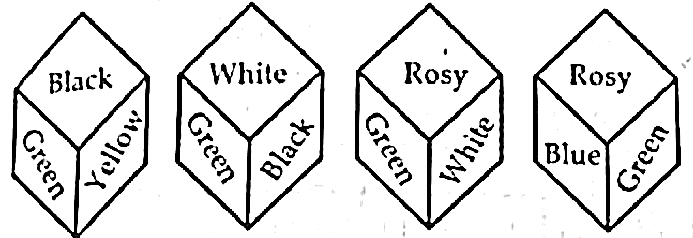 Black
Green
Yellow
White
Green
Black
Rosy
Green
White
Rosy
Blue
Green